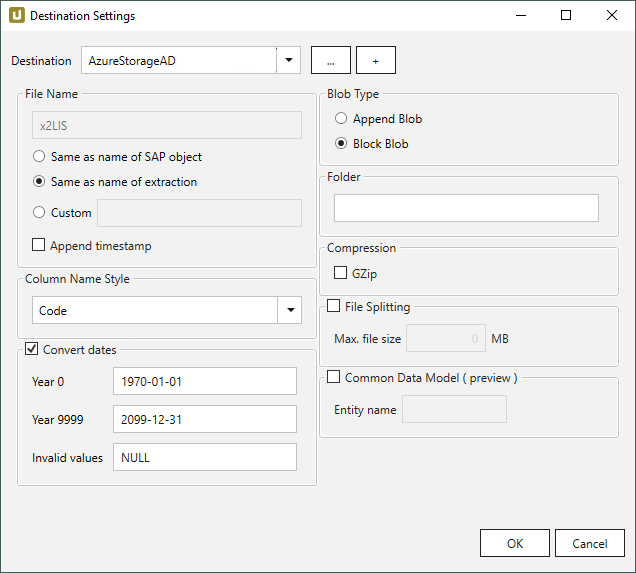 Destination Settings
Destination AzureStorageAD ... +
File Name
x2LIS
Same as name of SAP object
Same as name of extraction
Custom
Append timestamp
Column Name Style
Code
Convert dates
Year 0 1970-01-01
Year 9999 2099-12-31
Invalid values NULL
Blob Type
Append Blob
Block Blob
Folder
Compression
GZip
File Splitting
Max. file size 0 MB
Common Data Model ( preview )
Entity name
OK Cancel